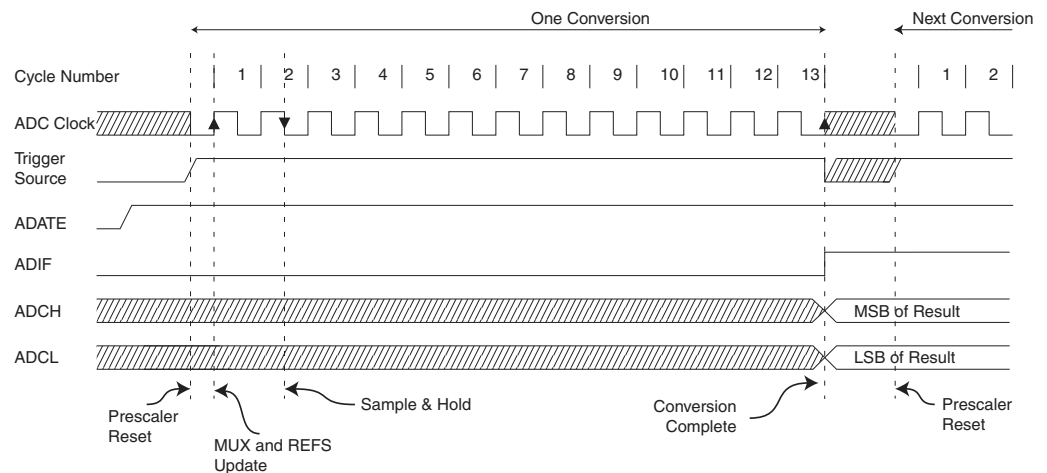 One Conversion
Next Conversion
Cycle Number
1 2 3 4 5 6 7 8 9 10 11 12 13 1 2
ADC Clock
Trigger
Source
ADATE
ADIF
ADCH
MSB of Result
ADCL
LSB of Result
Prescaler
Reset
MUX and REFS
Update
Sample & Hold
Conversion
Complete
Prescaler
Reset